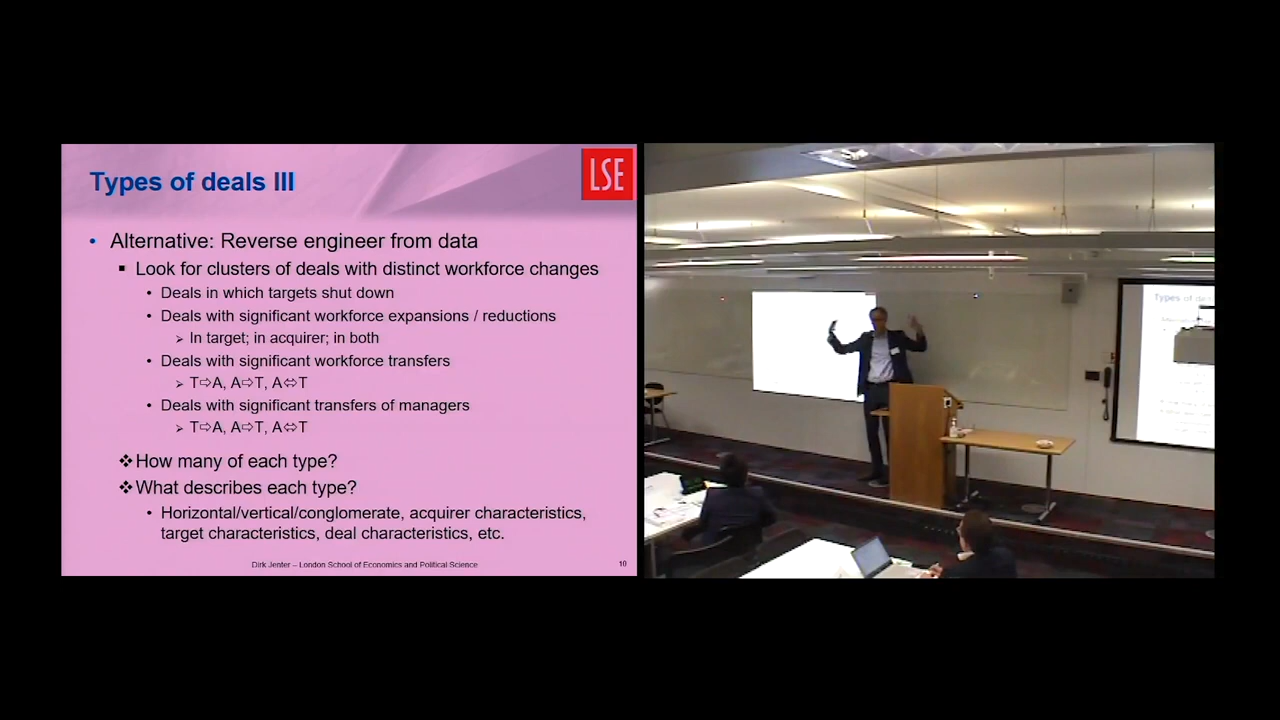 Types of deals III
LSE
• Alternative: Reverse engineer from data
▪ Look for clusters of deals with distinct workforce changes
• Deals in which targets shut down
• Deals with significant workforce expansions / reductions
➢ In target; in acquirer; in both
• Deals with significant workforce transfers
➢ T⇨A, A⇨T, A⬄T
• Deals with significant transfers of managers
➢ T⇨A, A⇨T, A⬄T
❖How many of each type?
❖What describes each type?
• Horizontal/vertical/conglomerate, acquirer characteristics,
target characteristics, deal characteristics, etc.
Dirk Jenter – London School of Economics and Political Science
10
Types of